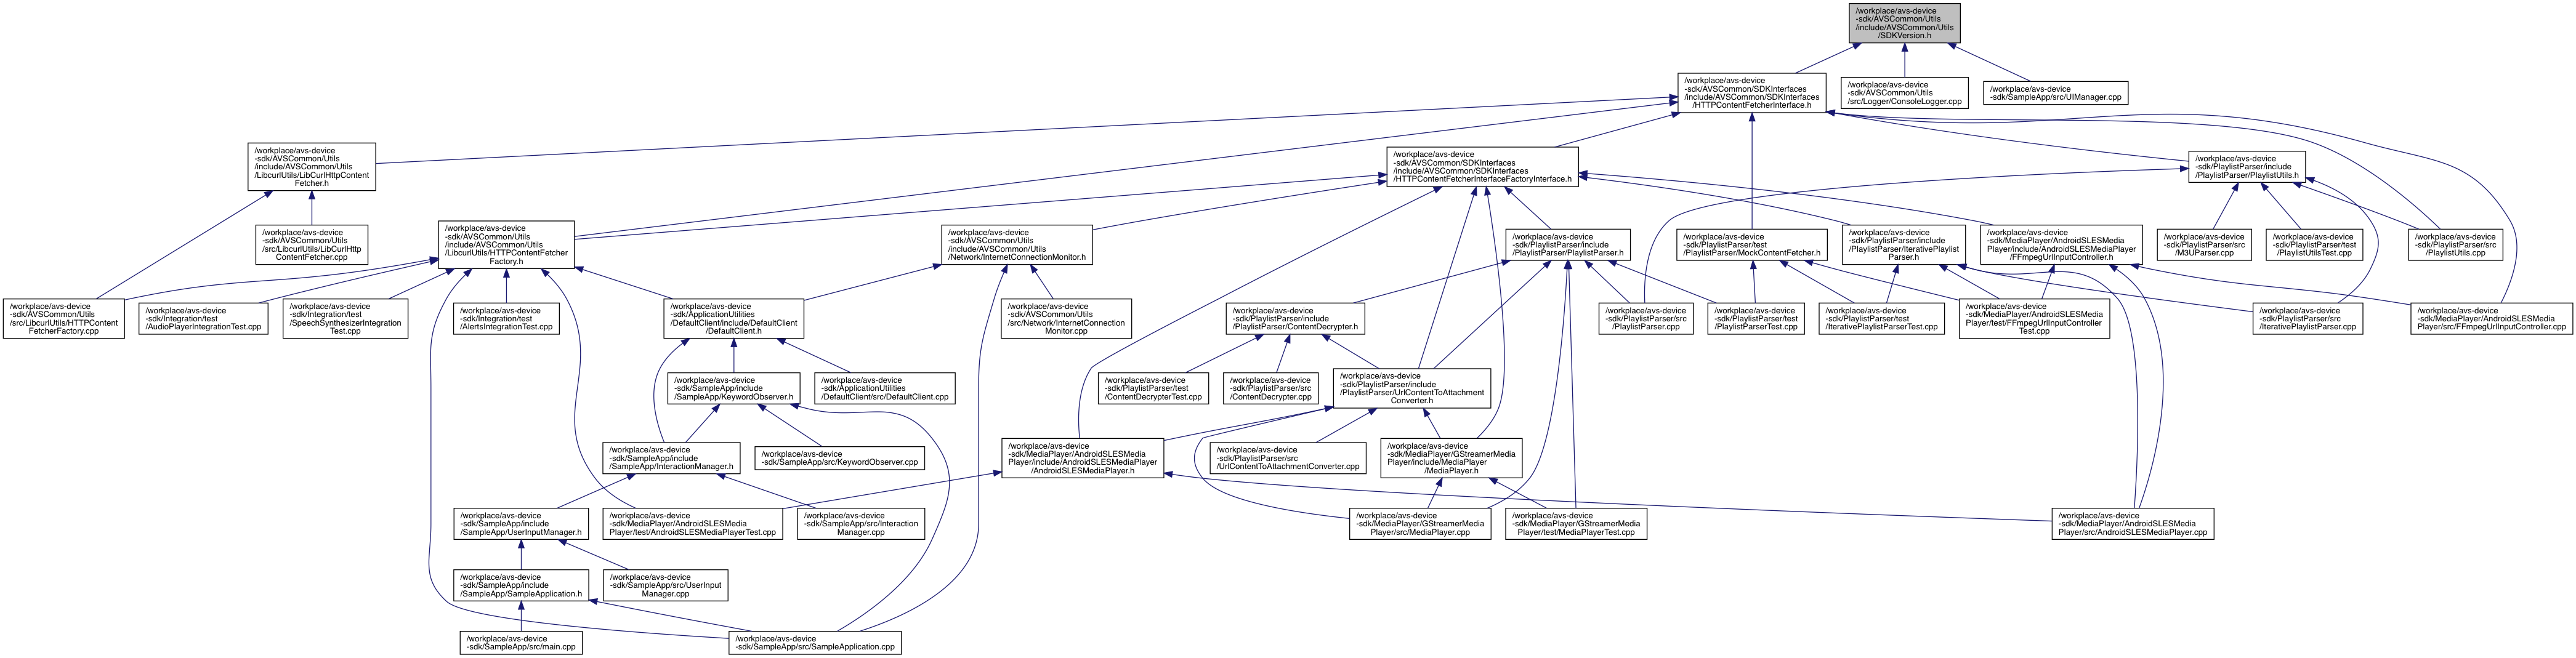 /workplace/avs-device
-sdk/AVSCommon/Utils
/include/AVSCommon/Utils
/SDKVersion.h
/workplace/avs-device
-sdk/AVSCommon/SDKInterfaces
/include/AVSCommon/SDKInterfaces
/HTTPContentFetcherInterface.h
/workplace/avs-device
-sdk/AVSCommon/Utils
/src/Logger/ConsoleLogger.cpp
/workplace/avs-device
-sdk/SampleApp/src/UIManager.cpp
/workplace/avs-device
-sdk/AVSCommon/Utils
/include/AVSCommon/Utils
/LibcurlUtils/LibCurlHttpContent
Fetcher.h
/workplace/avs-device
-sdk/AVSCommon/SDKInterfaces
/include/AVSCommon/SDKInterfaces
/HTTPContentFetcherInterfaceFactoryInterface.h
/workplace/avs-device
-sdk/PlaylistParser/include
/PlaylistParser/PlaylistUtils.h
/workplace/avs-device
-sdk/AVSCommon/Utils
/src/LibcurlUtils/LibCurlHttp
ContentFetcher.cpp
/workplace/avs-device
-sdk/AVSCommon/Utils
/include/AVSCommon/Utils
/LibcurlUtils/HTTPContentFetcher
Factory.h
/workplace/avs-device
-sdk/AVSCommon/Utils
/include/AVSCommon/Utils
/Network/InternetConnectionMonitor.h
/workplace/avs-device
-sdk/PlaylistParser/include
/PlaylistParser/PlaylistParser.h
/workplace/avs-device
-sdk/PlaylistParser/test
/PlaylistParser/MockContentFetcher.h
/workplace/avs-device
-sdk/PlaylistParser/include
/PlaylistParser/IterativePlaylist
Parser.h
/workplace/avs-device
-sdk/MediaPlayer/AndroidSLESMedia
Player/include/AndroidSLESMediaPlayer
/FFmpegUrlInputController.h
/workplace/avs-device
-sdk/PlaylistParser/src
/M3UParser.cpp
/workplace/avs-device
-sdk/PlaylistParser/test
/PlaylistUtilsTest.cpp
/workplace/avs-device
-sdk/PlaylistParser/src
/PlaylistUtils.cpp
/workplace/avs-device
-sdk/AVSCommon/Utils
/src/LibcurlUtils/HTTPContent
FetcherFactory.cpp
/workplace/avs-device
-sdk/Integration/test
/AudioPlayerIntegrationTest.cpp
/workplace/avs-device
-sdk/Integration/test
/SpeechSynthesizerIntegration
Test.cpp
/workplace/avs-device
-sdk/Integration/test
/AlertsIntegrationTest.cpp
/workplace/avs-device
-sdk/ApplicationUtilities
/DefaultClient/include/DefaultClient
/DefaultClient.h
/workplace/avs-device
-sdk/AVSCommon/Utils
/src/Network/InternetConnection
Monitor.cpp
/workplace/avs-device
-sdk/PlaylistParser/include
/PlaylistParser/ContentDecrypter.h
/workplace/avs-device
-sdk/PlaylistParser/src
/PlaylistParser.cpp
/workplace/avs-device
-sdk/PlaylistParser/test
/PlaylistParserTest.cpp
/workplace/avs-device
-sdk/PlaylistParser/test
/IterativePlaylistParserTest.cpp
/workplace/avs-device
-sdk/MediaPlayer/AndroidSLESMedia
Player/test/FFmpegUrlInputController
Test.cpp
/workplace/avs-device
-sdk/PlaylistParser/src
/IterativePlaylistParser.cpp
/workplace/avs-device
-sdk/MediaPlayer/AndroidSLESMedia
Player/src/FFmpegUrlInputController.cpp
/workplace/avs-device
-sdk/SampleApp/include
/SampleApp/KeywordObserver.h
/workplace/avs-device
-sdk/ApplicationUtilities
/DefaultClient/src/DefaultClient.cpp
/workplace/avs-device
-sdk/PlaylistParser/test
/ContentDecrypterTest.cpp
/workplace/avs-device
-sdk/PlaylistParser/src
/ContentDecrypter.cpp
/workplace/avs-device
-sdk/PlaylistParser/include
/PlaylistParser/UrlContentToAttachment
Converter.h
/workplace/avs-device
-sdk/SampleApp/include
/SampleApp/InteractionManager.h
/workplace/avs-device
-sdk/SampleApp/src/KeywordObserver.cpp
/workplace/avs-device
-sdk/MediaPlayer/AndroidSLESMedia
Player/include/AndroidSLESMediaPlayer
/AndroidSLESMediaPlayer.h
/workplace/avs-device
-sdk/PlaylistParser/src
/UrlContentToAttachmentConverter.cpp
/workplace/avs-device
-sdk/MediaPlayer/GStreamerMedia
Player/include/MediaPlayer
/MediaPlayer.h
/workplace/avs-device
-sdk/SampleApp/include
/SampleApp/UserInputManager.h
/workplace/avs-device
-sdk/MediaPlayer/AndroidSLESMedia
Player/test/AndroidSLESMediaPlayerTest.cpp
/workplace/avs-device
-sdk/SampleApp/src/Interaction
Manager.cpp
/workplace/avs-device
-sdk/MediaPlayer/GStreamerMedia
Player/src/MediaPlayer.cpp
/workplace/avs-device
-sdk/MediaPlayer/GStreamerMedia
Player/test/MediaPlayerTest.cpp
/workplace/avs-device
-sdk/MediaPlayer/AndroidSLESMedia
Player/src/AndroidSLESMediaPlayer.cpp
/workplace/avs-device
-sdk/SampleApp/include
/SampleApp/SampleApplication.h
/workplace/avs-device
-sdk/SampleApp/src/UserInput
Manager.cpp
/workplace/avs-device
-sdk/SampleApp/src/main.cpp
/workplace/avs-device
-sdk/SampleApp/src/SampleApplication.cpp